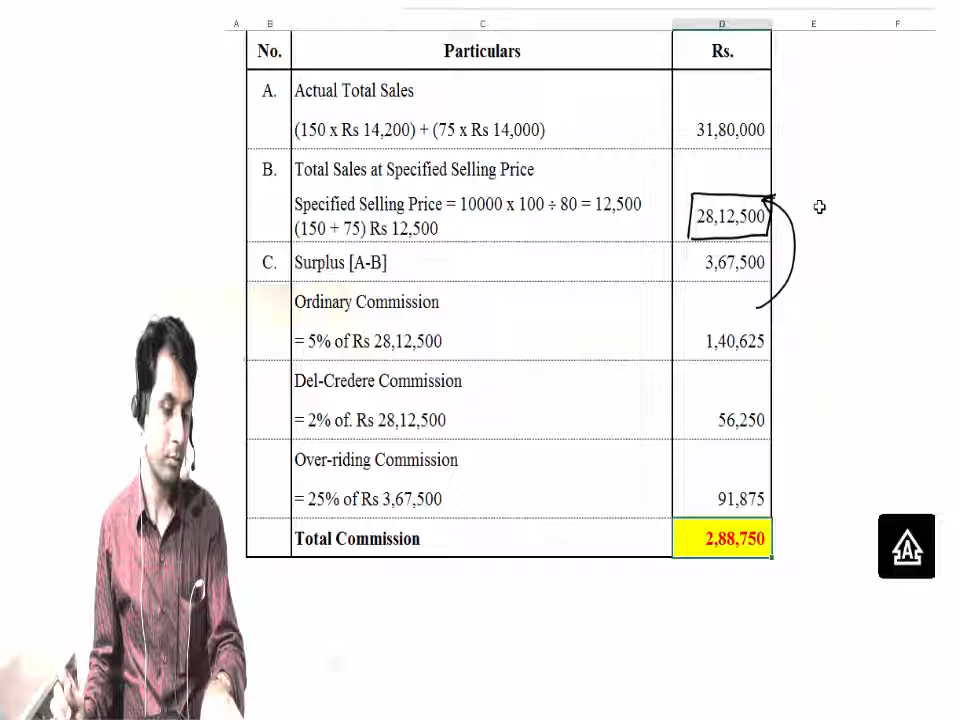 A B C D E F
No. Particulars Rs.
A. Actual Total Sales
(150 x Rs 14,200) + (75 x Rs 14,000) 31,80,000
B. Total Sales at Specified Selling Price
Specified Selling Price = 10000 x 100 ÷ 80 = 12,500
(150 + 75) Rs 12,500 28,12,500
C. Surplus [A-B] 3,67,500
Ordinary Commission
= 5% of Rs 28,12,500 1,40,625
Del-Credere Commission
= 2% of. Rs 28,12,500 56,250
Over-riding Commission
= 25% of Rs 3,67,500 91,875
Total Commission 2,88,750
A